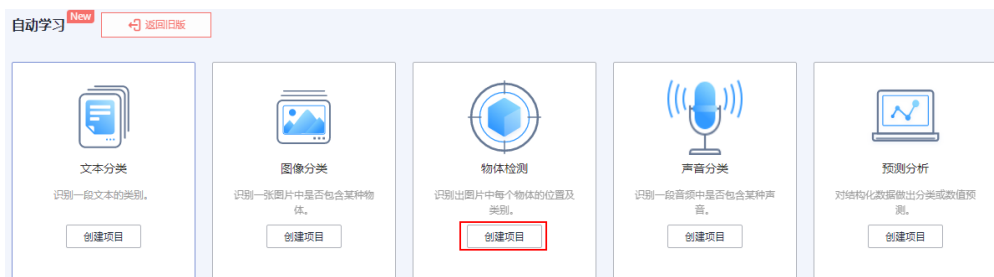 自动学习 New 返回旧版
文本分类
识别一段文本的类别。
创建项目
图像分类
识别一张图片中是否包含某种物
体。
创建项目
物体检测
识别出图片中每个物体的位置及
类别。
创建项目
声音分类
识别一段音频中是否包含某种声
音。
创建项目
预测分析
对结构化数据做出分类或数值预
测。
创建项目